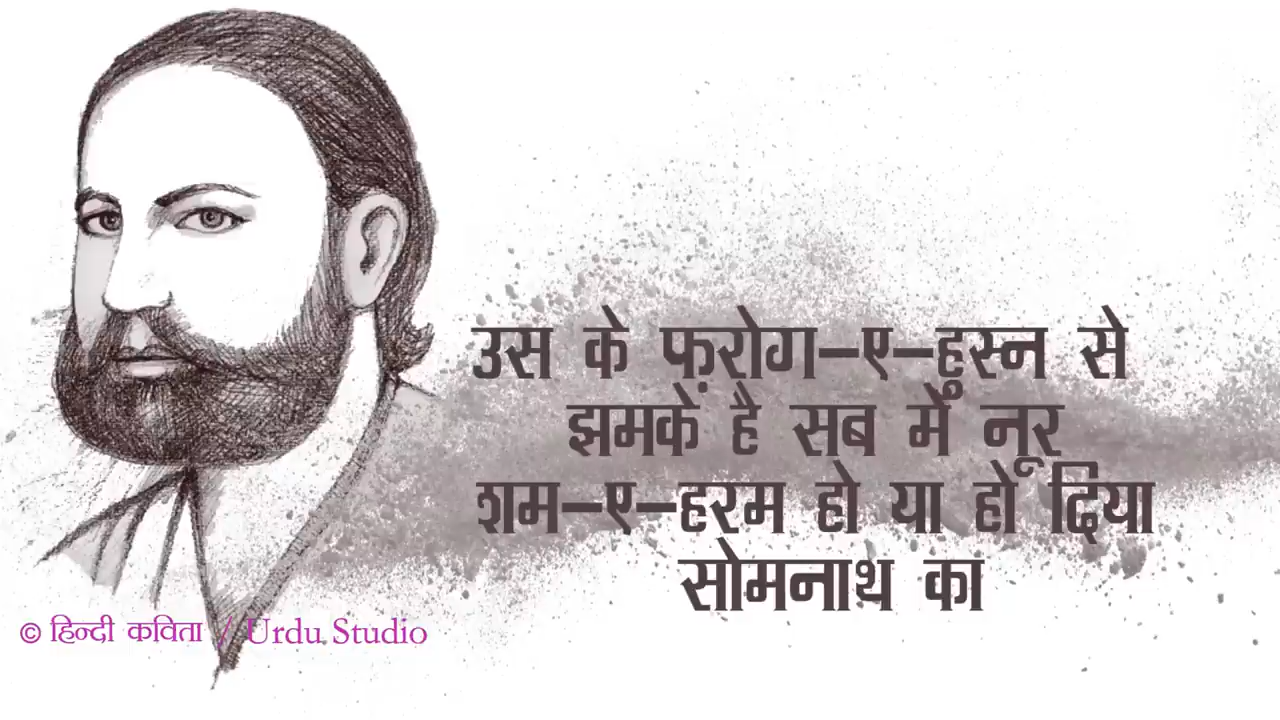 उस के फ़रोग-ए-हुस्न से
झमके है सब में नूर
शम-ए-हरम हो या हो दिया
सोमनाथ का
© हिन्दी कविता / Urdu Studio